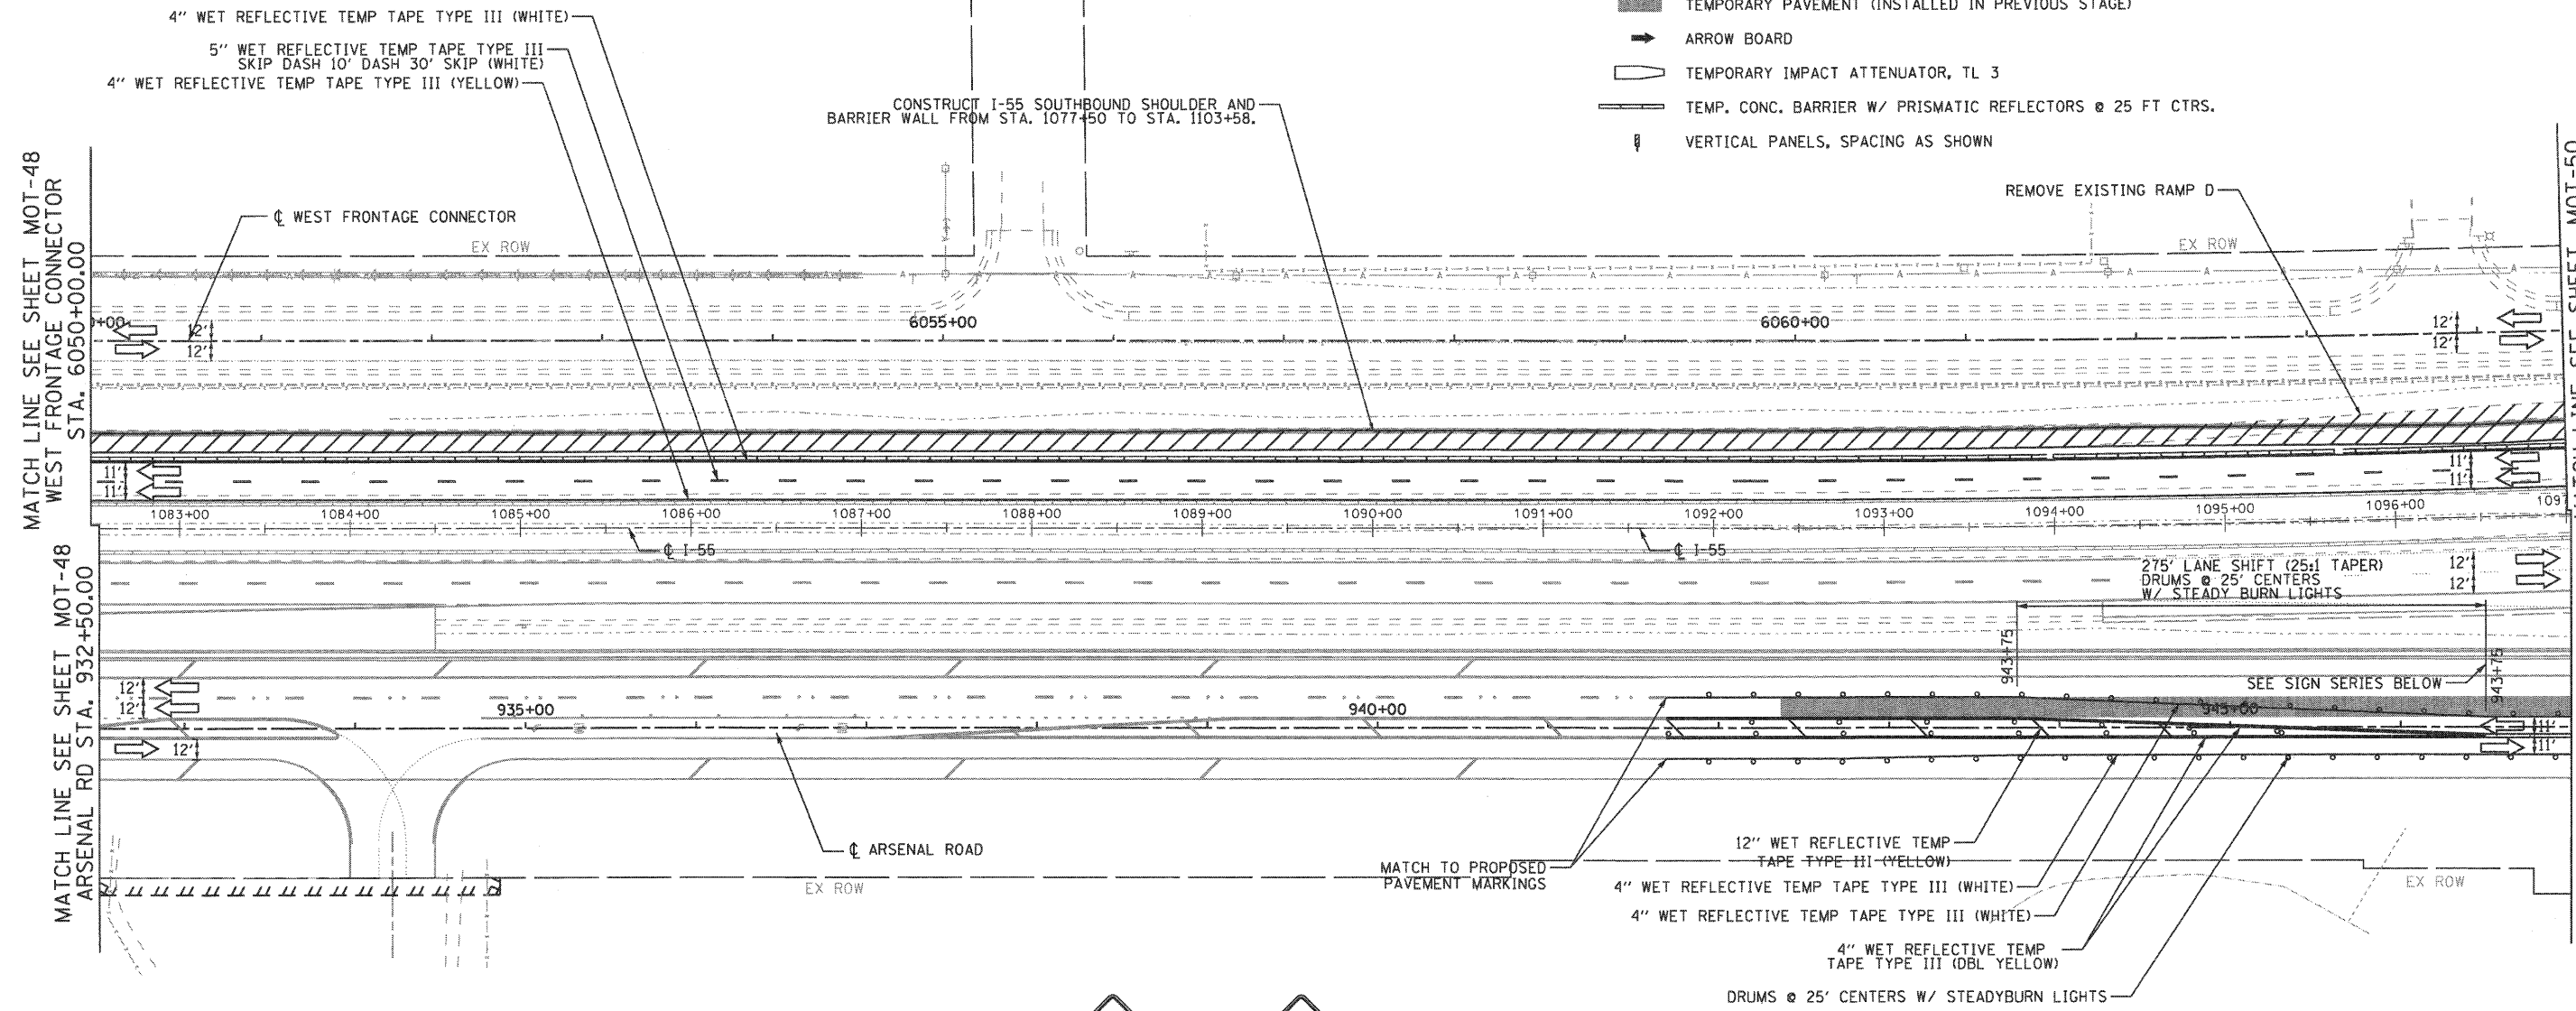 4" WET REFLECTIVE TEMP TAPE TYPE III (WHITE)
5" WET REFLECTIVE TEMP TAPE TYPE III
SKIP DASH 10' DASH 30' SKIP (WHITE)
4" WET REFLECTIVE TEMP TAPE TYPE III (YELLOW)
TEMPORARY PAVEMENT (INSTALLED IN PREVIOUS STAGE)
ARROW BOARD
TEMPORARY IMPACT ATTENUATOR, TL 3
TEMP. CONC. BARRIER W/ PRISMATIC REFLECTORS @ 25 FT CTRS.
VERTICAL PANELS, SPACING AS SHOWN
CONSTRUCT I-55 SOUTHBOUND SHOULDER AND
BARRIER WALL FROM STA. 1077+50 TO STA. 1103+58.
REMOVE EXISTING RAMP D
MATCH LINE SEE SHEET MOT-48
WEST FRONTAGE CONNECTOR
STA. 6050+00.00
MATCH LINE SEE SHEET MOT-50
℄ WEST FRONTAGE CONNECTOR
EX ROW
EX ROW
0+00
6055+00
6060+00
12'
12'
12'
12'
11'
11'
11'
11'
1083+00
1084+00
1085+00
1086+00
1087+00
1088+00
1089+00
1090+00
1091+00
1092+00
1093+00
1094+00
1095+00
1096+00
1097
℄ I-55
℄ I-55
275' LANE SHIFT (25:1 TAPER)
DRUMS @ 25' CENTERS
W/ STEADY BURN LIGHTS
12'
12'
MATCH LINE SEE SHEET MOT-48
ARSENAL RD STA. 932+50.00
943+75
943+75
SEE SIGN SERIES BELOW
12'
12'
12'
935+00
940+00
945+00
11'
11'
℄ ARSENAL ROAD
EX ROW
MATCH TO PROPOSED
PAVEMENT MARKINGS
12" WET REFLECTIVE TEMP
TAPE TYPE III (YELLOW)
4" WET REFLECTIVE TEMP TAPE TYPE III (WHITE)
4" WET REFLECTIVE TEMP TAPE TYPE III (WHITE)
4" WET REFLECTIVE TEMP
TAPE TYPE III (DBL YELLOW)
DRUMS @ 25' CENTERS W/ STEADYBURN LIGHTS
EX ROW